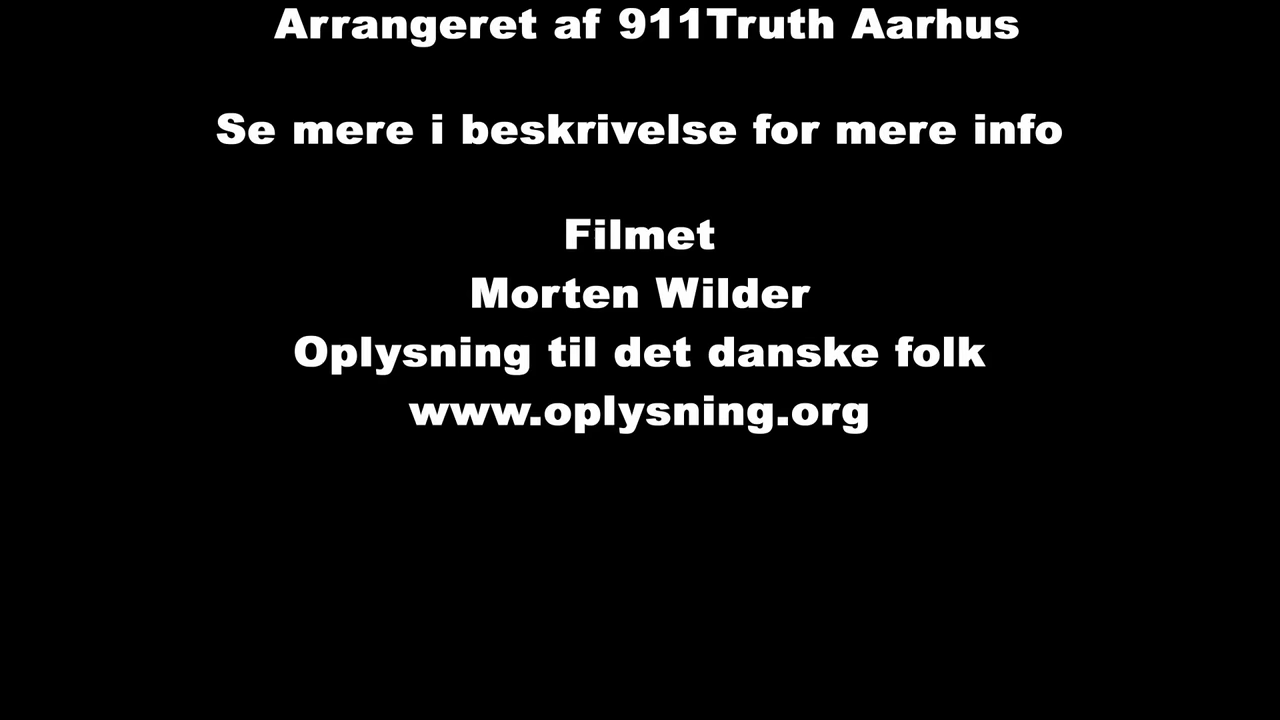 Arrangeret af 911Truth Aarhus
Se mere i beskrivelse for mere info
Filmet
Morten Wilder
Oplysning til det danske folk
www.oplysning.org